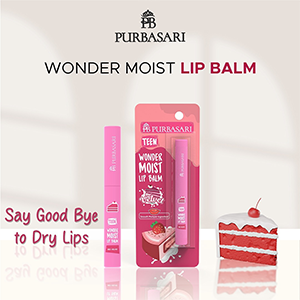 PB
PURBASARI
WONDER MOIST LIP BALM
PURBASARI
TEEN
WONDER
MOIST
LIP BALM
PURBASARI
TEEN
WONDER
MOIST
LIP BALM
Say Good Bye
to Dry Lips